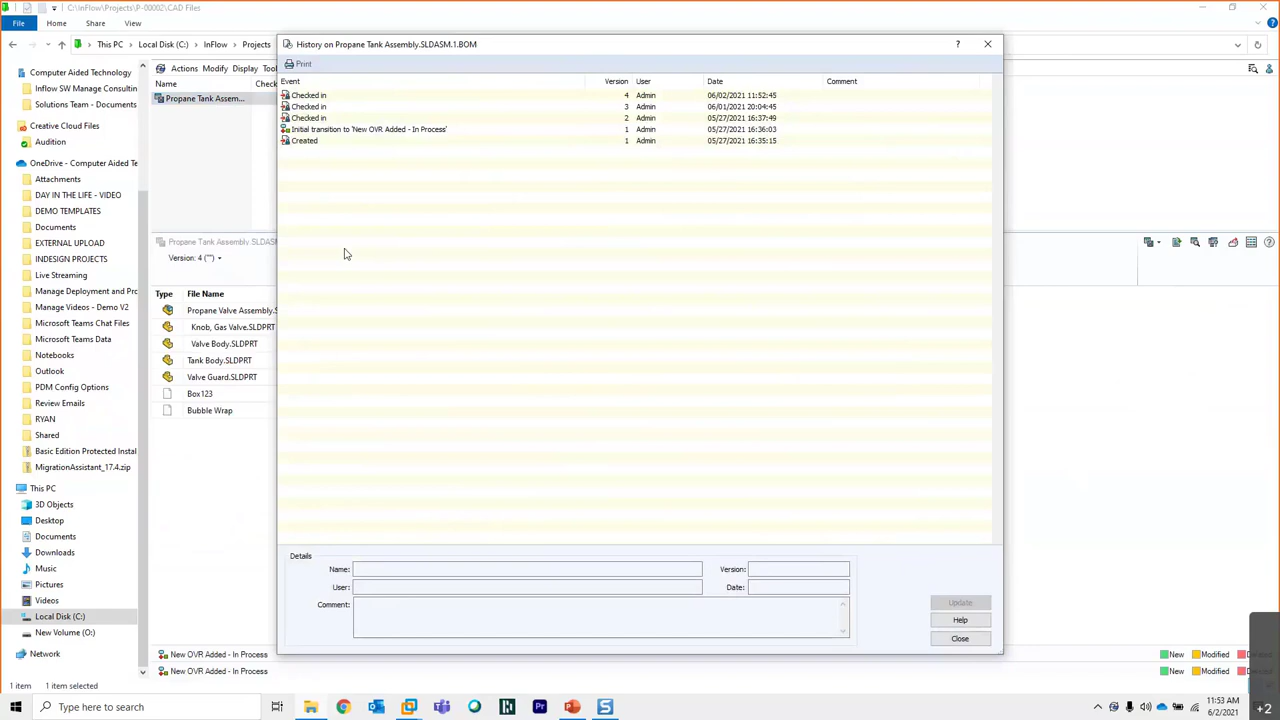 C:\InFlow\Projects\P-00002\CAD Files
File Home Share View
This PC Local Disk (C:) InFlow Projects
History on Propane Tank Assembly.SLDASM.1.BOM
Print
Event Version User Date Comment
Checked in 4 Admin 06/02/2021 11:52:45
Checked in 3 Admin 06/01/2021 20:04:45
Checked in 2 Admin 05/27/2021 16:37:49
Initial transition to 'New OVR Added - In Process' 1 Admin 05/27/2021 16:36:03
Created 1 Admin 05/27/2021 16:35:15
Details
Name: Version:
User: Date:
Comment:
Update
Help
Close
Computer Aided Technology
Inflow SW Manage Consultin
Solutions Team - Documents
Creative Cloud Files
Audition
OneDrive - Computer Aided Te
Attachments
DAY IN THE LIFE - VIDEO
DEMO TEMPLATES
Documents
EXTERNAL UPLOAD
INDESIGN PROJECTS
Live Streaming
Manage Deployment and Prc
Manage Videos - Demo V2
Microsoft Teams Chat Files
Microsoft Teams Data
Notebooks
Outlook
PDM Config Options
Review Emails
RYAN
Shared
Basic Edition Protected Instal
MigrationAssistant_17.4.zip
This PC
3D Objects
Desktop
Documents
Downloads
Music
Pictures
Videos
Local Disk (C:)
New Volume (O:)
Network
Actions Modify Display Too
Name Check
Propane Tank Assem...
Propane Tank Assembly.SLDASM
Version: 4 ("")
Type File Name
Propane Valve Assembly.S
Knob, Gas Valve.SLDPRT
Valve Body.SLDPRT
Tank Body.SLDPRT
Valve Guard.SLDPRT
Box123
Bubble Wrap
New OVR Added - In Process New Modified
New OVR Added - In Process New Modified
1 item 1 item selected
Type here to search
11:53 AM
6/2/2021
+2